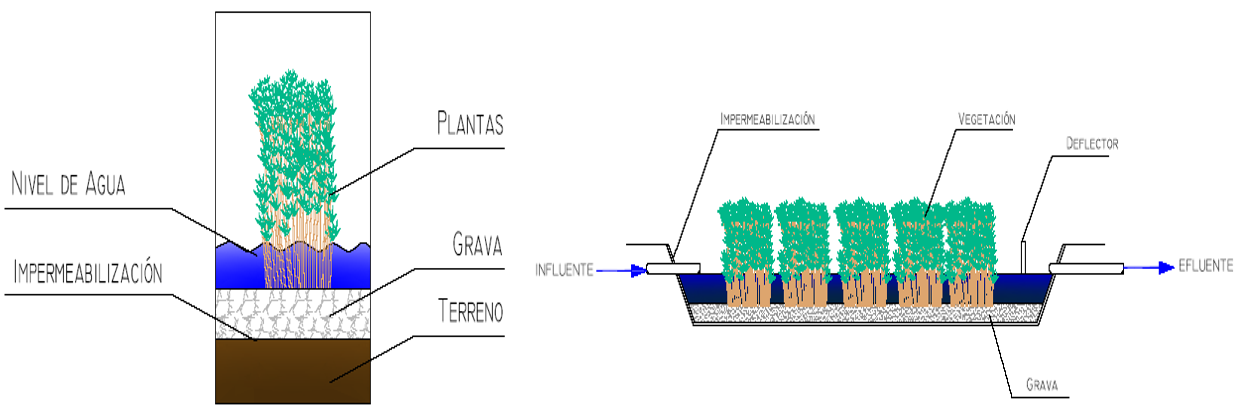 PLANTAS
NIVEL DE AGUA
GRAVA
IMPERMEABILIZACIÓN
TERRENO
IMPERMEABILIZACIÓN
VEGETACIÓN
DEFLECTOR
INFLUENTE
EFLUENTE
GRAVA